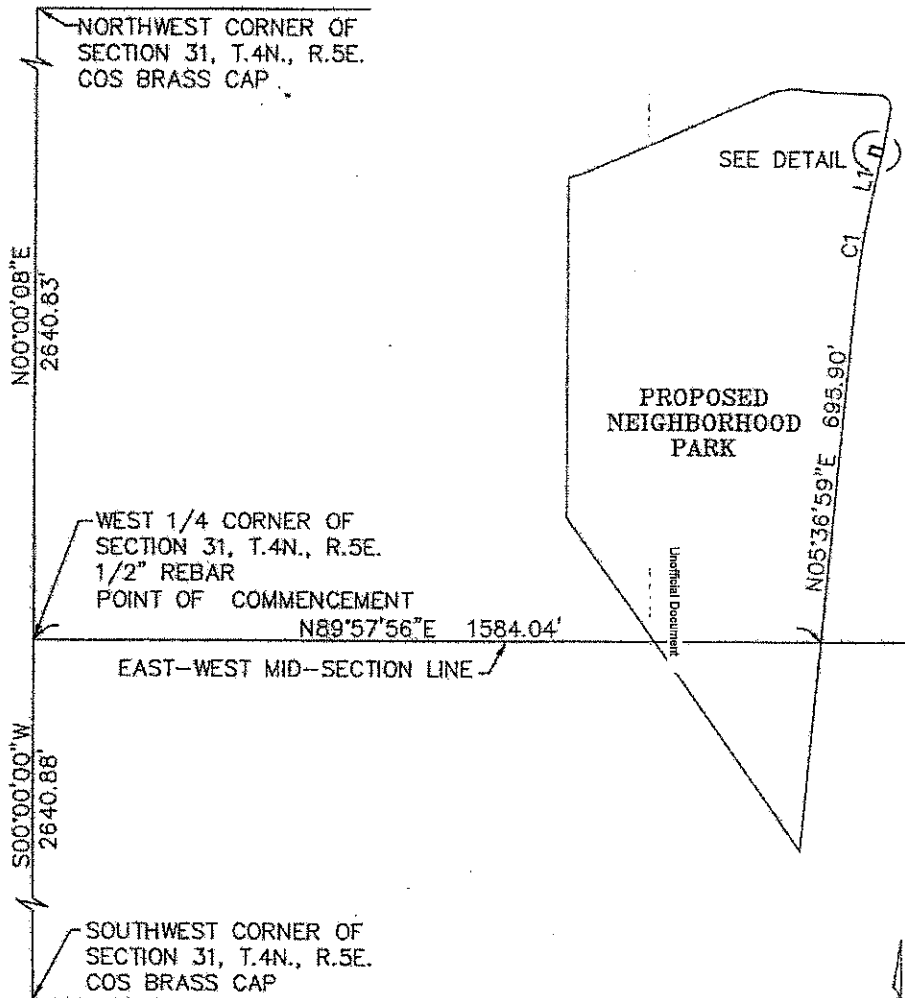 NORTHWEST CORNER OF
SECTION 31, T.4N., R.5E.
COS BRASS CAP
SEE DETAIL
L1
C1
N00°00'08"E
2640.83'
PROPOSED
NEIGHBORHOOD
PARK
N05°36'59"E 695.90'
WEST 1/4 CORNER OF
SECTION 31, T.4N., R.5E.
1/2" REBAR
POINT OF COMMENCEMENT
N89°57'56"E 1584.04'
Unofficial Document
EAST-WEST MID-SECTION LINE
S00°00'00"W
2640.88'
SOUTHWEST CORNER OF
SECTION 31, T.4N., R.5E.
COS BRASS CAP